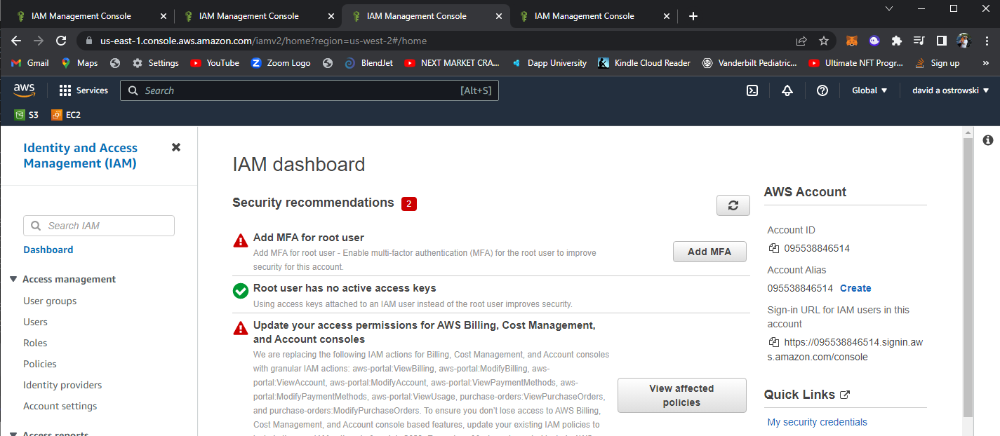 IAM Management Console
IAM Management Console
IAM Management Console
IAM Management Console
us-east-1.console.aws.amazon.com/iamv2/home?region=us-west-2#/home
Gmail
Maps
Settings
YouTube
Zoom Logo
BlendJet
NEXT MARKET CRA...
Dapp University
Kindle Cloud Reader
Vanderbilt Pediatric...
Ultimate NFT Progr...
Sign up
aws
Services
Search
[Alt+S]
Global
david a ostrowski
S3
EC2
Identity and Access
Management (IAM)
Search IAM
Dashboard
Access management
User groups
Users
Roles
Policies
Identity providers
Account settings
Access reports
IAM dashboard
Security recommendations 2
Add MFA for root user
Add MFA for root user - Enable multi-factor authentication (MFA) for the root user to improve
security for this account.
Add MFA
Root user has no active access keys
Using access keys attached to an IAM user instead of the root user improves security.
Update your access permissions for AWS Billing, Cost Management,
and Account consoles
We are replacing the following IAM actions for Billing, Cost Management, and Account consoles
with granular IAM actions: aws-portal:ViewBilling, aws-portal:ModifyBilling, aws-
portal:ViewAccount, aws-portal:ModifyAccount, aws-portal:ViewPaymentMethods, aws-
portal:ModifyPaymentMethods, aws-portal:ViewUsage, purchase-orders:ViewPurchaseOrders,
and purchase-orders:ModifyPurchaseOrders. To ensure you don't lose access to AWS Billing,
Cost Management, and Account console based features, update your existing IAM policies to
View affected
policies
AWS Account
Account ID
095538846514
Account Alias
095538846514 Create
Sign-in URL for IAM users in this
account
https://095538846514.signin.aw
s.amazon.com/console
Quick Links
My security credentials